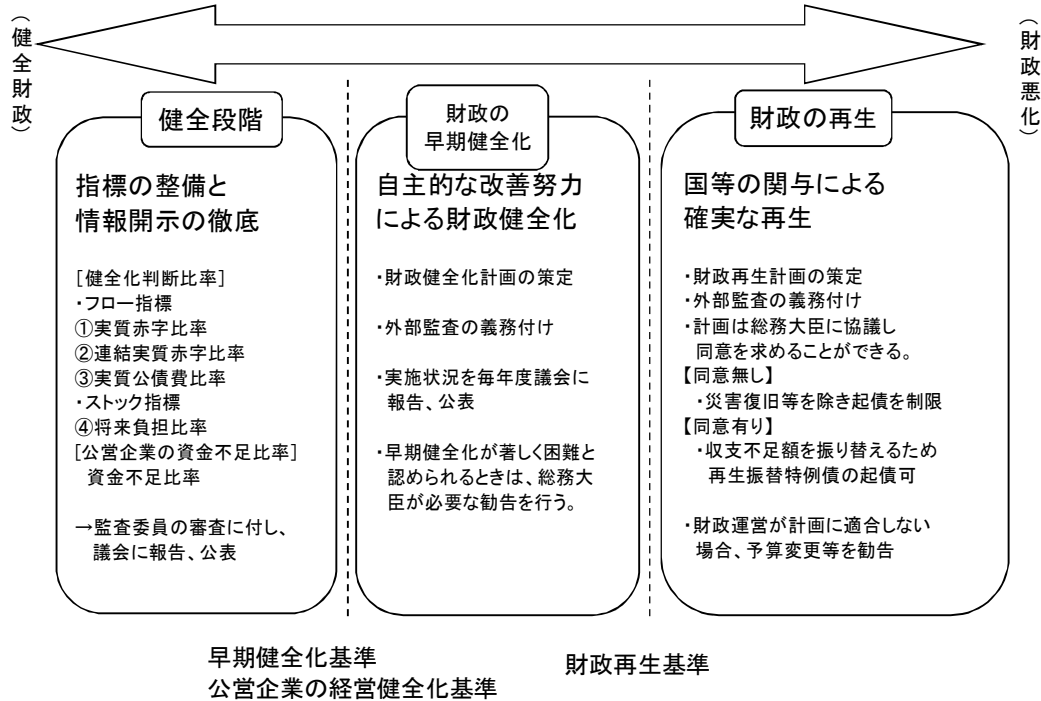 （健全財政）
（財政悪化）
健全段階
指標の整備と
情報開示の徹底
[健全化判断比率]
・フロー指標
①実質赤字比率
②連結実質赤字比率
③実質公債費比率
・ストック指標
④将来負担比率
[公営企業の資金不足比率]
資金不足比率
→監査委員の審査に付し、
議会に報告、公表
財政の
早期健全化
自主的な改善努力
による財政健全化
・財政健全化計画の策定
・外部監査の義務付け
・実施状況を毎年度議会に
報告、公表
・早期健全化が著しく困難と
認められるときは、総務大
臣が必要な勧告を行う。
財政の再生
国等の関与による
確実な再生
・財政再生計画の策定
・外部監査の義務付け
・計画は総務大臣に協議し
同意を求めることができる。
【同意無し】
・災害復旧等を除き起債を制限
【同意有り】
・収支不足額を振り替えるため
再生振替特例債の起債可
・財政運営が計画に適合しない
場合、予算変更等を勧告
早期健全化基準
公営企業の経営健全化基準
財政再生基準